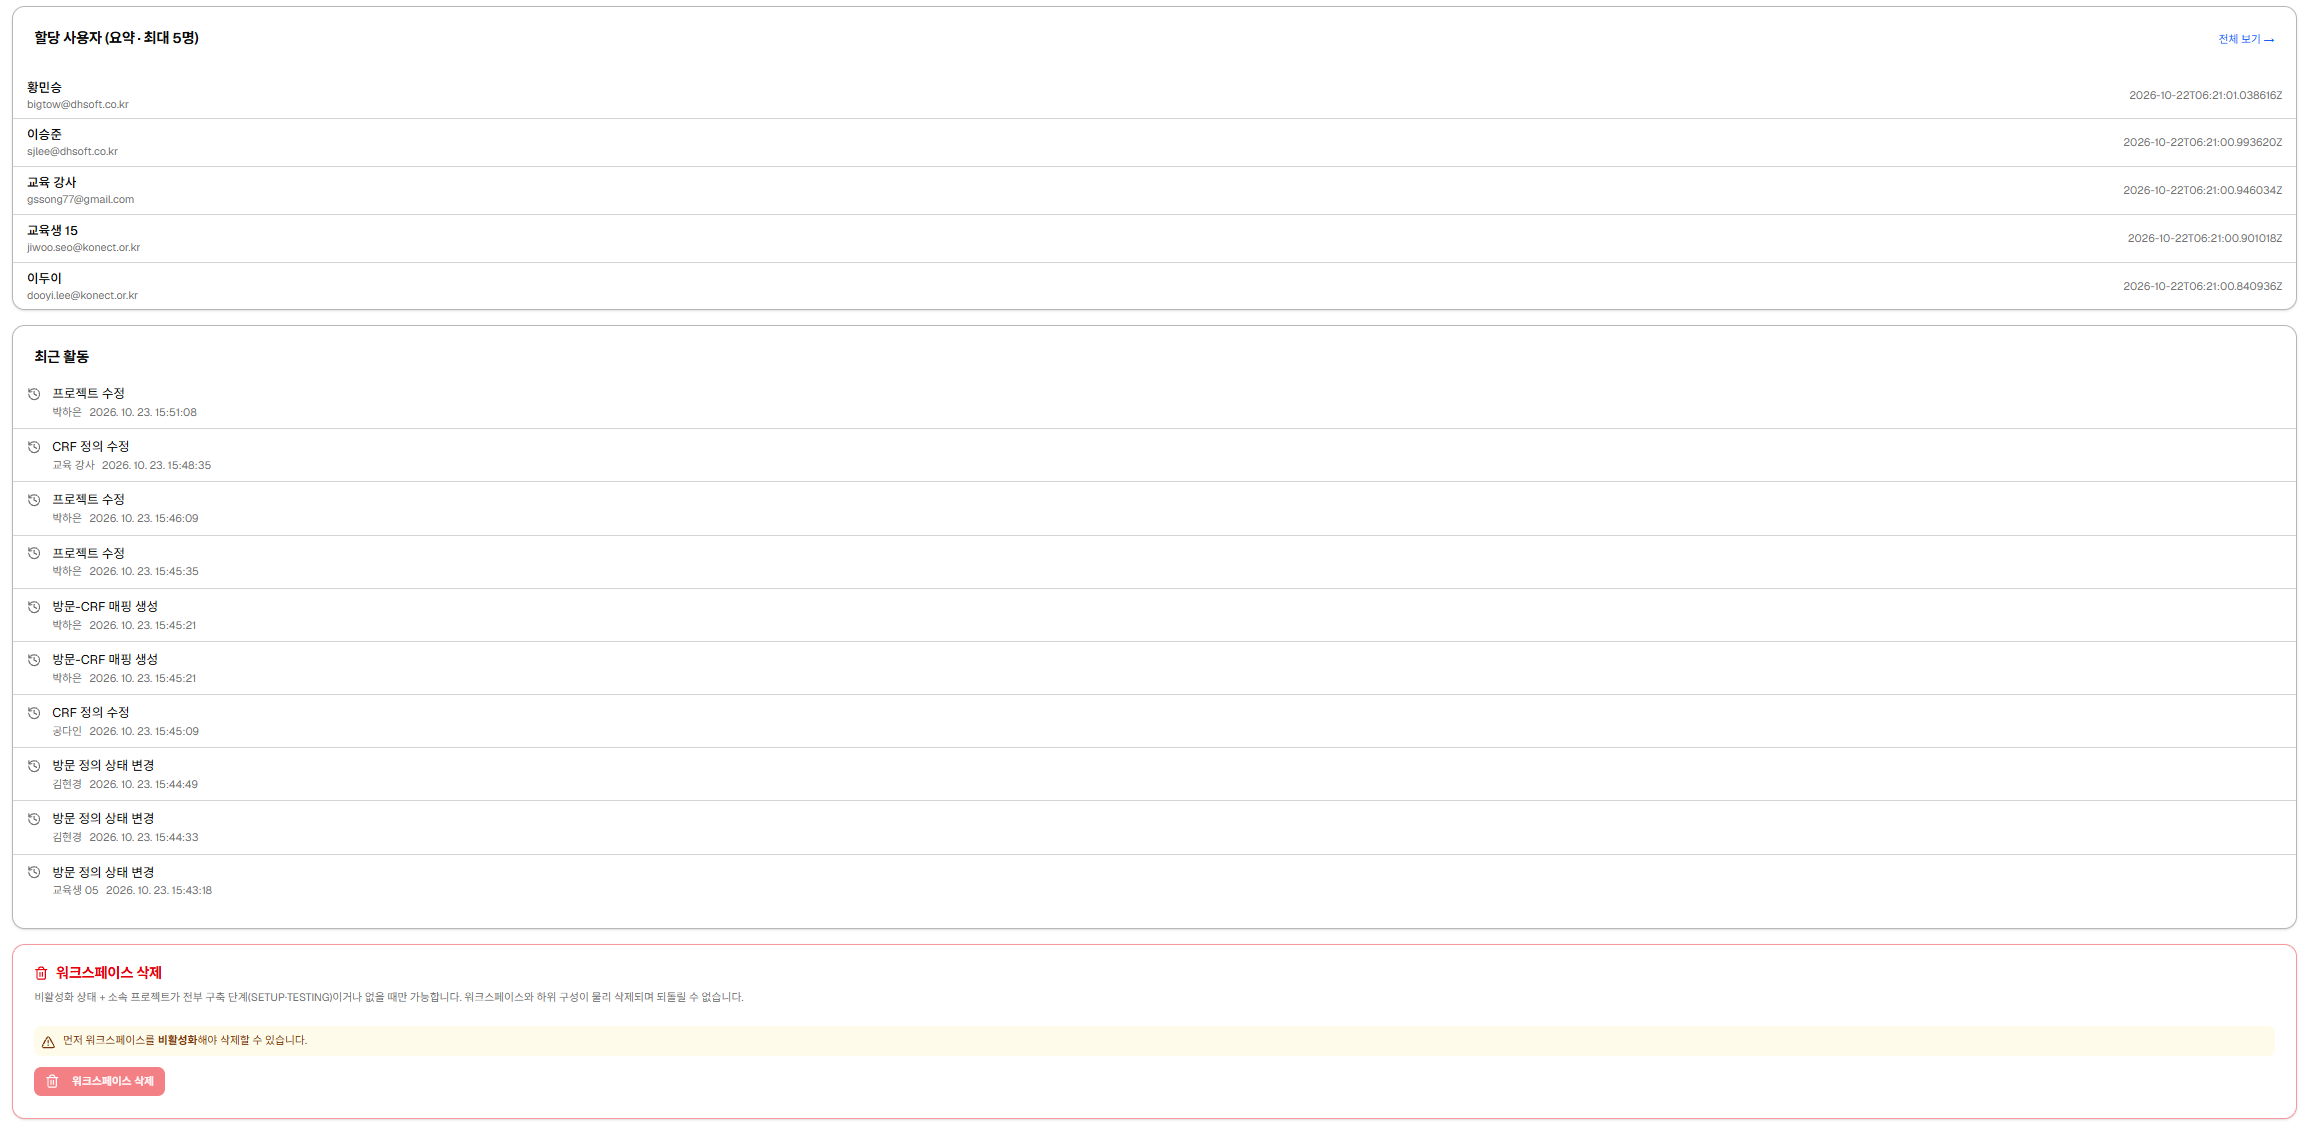 할당 사용자 (요약 · 최대 5명)
전체 보기 →
황민승
bigtow@dhsoft.co.kr
2026-10-22T06:21:01.038616Z
이승준
sjlee@dhsoft.co.kr
2026-10-22T06:21:00.993620Z
교육 강사
gssong77@gmail.com
2026-10-22T06:21:00.946034Z
교육생 15
jiwoo.seo@konect.or.kr
2026-10-22T06:21:00.901018Z
이두이
dooyi.lee@konect.or.kr
2026-10-22T06:21:00.840936Z
최근 활동
프로젝트 수정
박하은 2026. 10. 23. 15:51:08
CRF 정의 수정
교육 강사 2026. 10. 23. 15:48:35
프로젝트 수정
박하은 2026. 10. 23. 15:46:09
프로젝트 수정
박하은 2026. 10. 23. 15:45:35
방문-CRF 매핑 생성
박하은 2026. 10. 23. 15:45:21
방문-CRF 매핑 생성
박하은 2026. 10. 23. 15:45:21
CRF 정의 수정
공다인 2026. 10. 23. 15:45:09
방문 정의 상태 변경
김현경 2026. 10. 23. 15:44:49
방문 정의 상태 변경
김현경 2026. 10. 23. 15:44:33
방문 정의 상태 변경
교육생 05 2026. 10. 23. 15:43:18
워크스페이스 삭제
비활성화 상태 + 소속 프로젝트가 전부 구축 단계(SETUP·TESTING)이거나 없을 때만 가능합니다. 워크스페이스와 하위 구성이 물리 삭제되며 되돌릴 수 없습니다.
먼저 워크스페이스를 비활성화해야 삭제할 수 있습니다.
워크스페이스 삭제